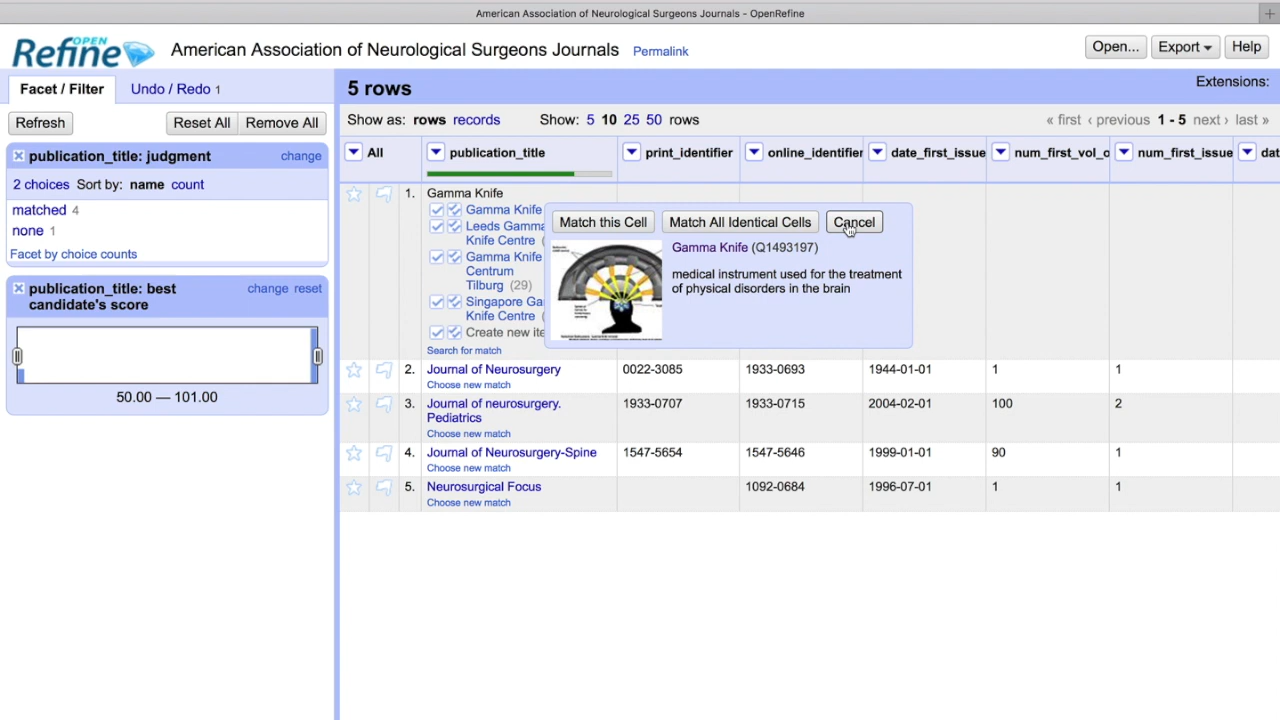 American Association of Neurological Surgeons Journals - OpenRefine
+
OPEN
Refine
American Association of Neurological Surgeons Journals Permalink
Open... Export Help
Facet / Filter Undo / Redo 1
5 rows
Extensions:
Refresh Reset All Remove All
Show as: rows records Show: 5 10 25 50 rows
« first ‹ previous 1 - 5 next › last »
publication_title: judgment change
2 choices Sort by: name count
matched 4
none 1
Facet by choice counts
publication_title: best
candidate's score
change reset
50.00 — 101.00
All publication_title print_identifier online_identifier date_first_issue num_first_vol_o num_first_issue dat
1. Gamma Knife
Gamma Knife
Leeds Gamma
Knife Centre (
Gamma Knife
Centrum
Tilburg (29)
Singapore Ga
Knife Centre (
Create new ite
Search for match
Match this Cell Match All Identical Cells Cancel
Gamma Knife (Q1493197)
medical instrument used for the treatment
of physical disorders in the brain
2. Journal of Neurosurgery 0022-3085 1933-0693 1944-01-01 1 1
Choose new match
3. Journal of neurosurgery. 1933-0707 1933-0715 2004-02-01 100 2
Pediatrics
Choose new match
4. Journal of Neurosurgery-Spine 1547-5654 1547-5646 1999-01-01 90 1
Choose new match
5. Neurosurgical Focus 1092-0684 1996-07-01 1 1
Choose new match